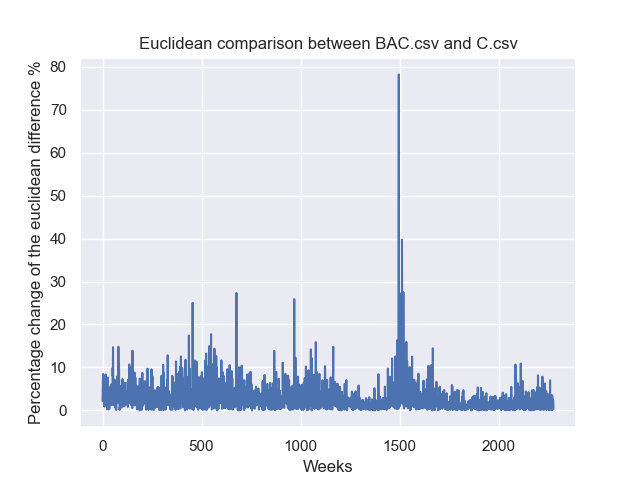 Euclidean comparison between BAC.csv and C.csv
Percentage change of the euclidean difference %
80
70
60
50
40
30
20
10
0
0 500 1000 1500 2000
Weeks